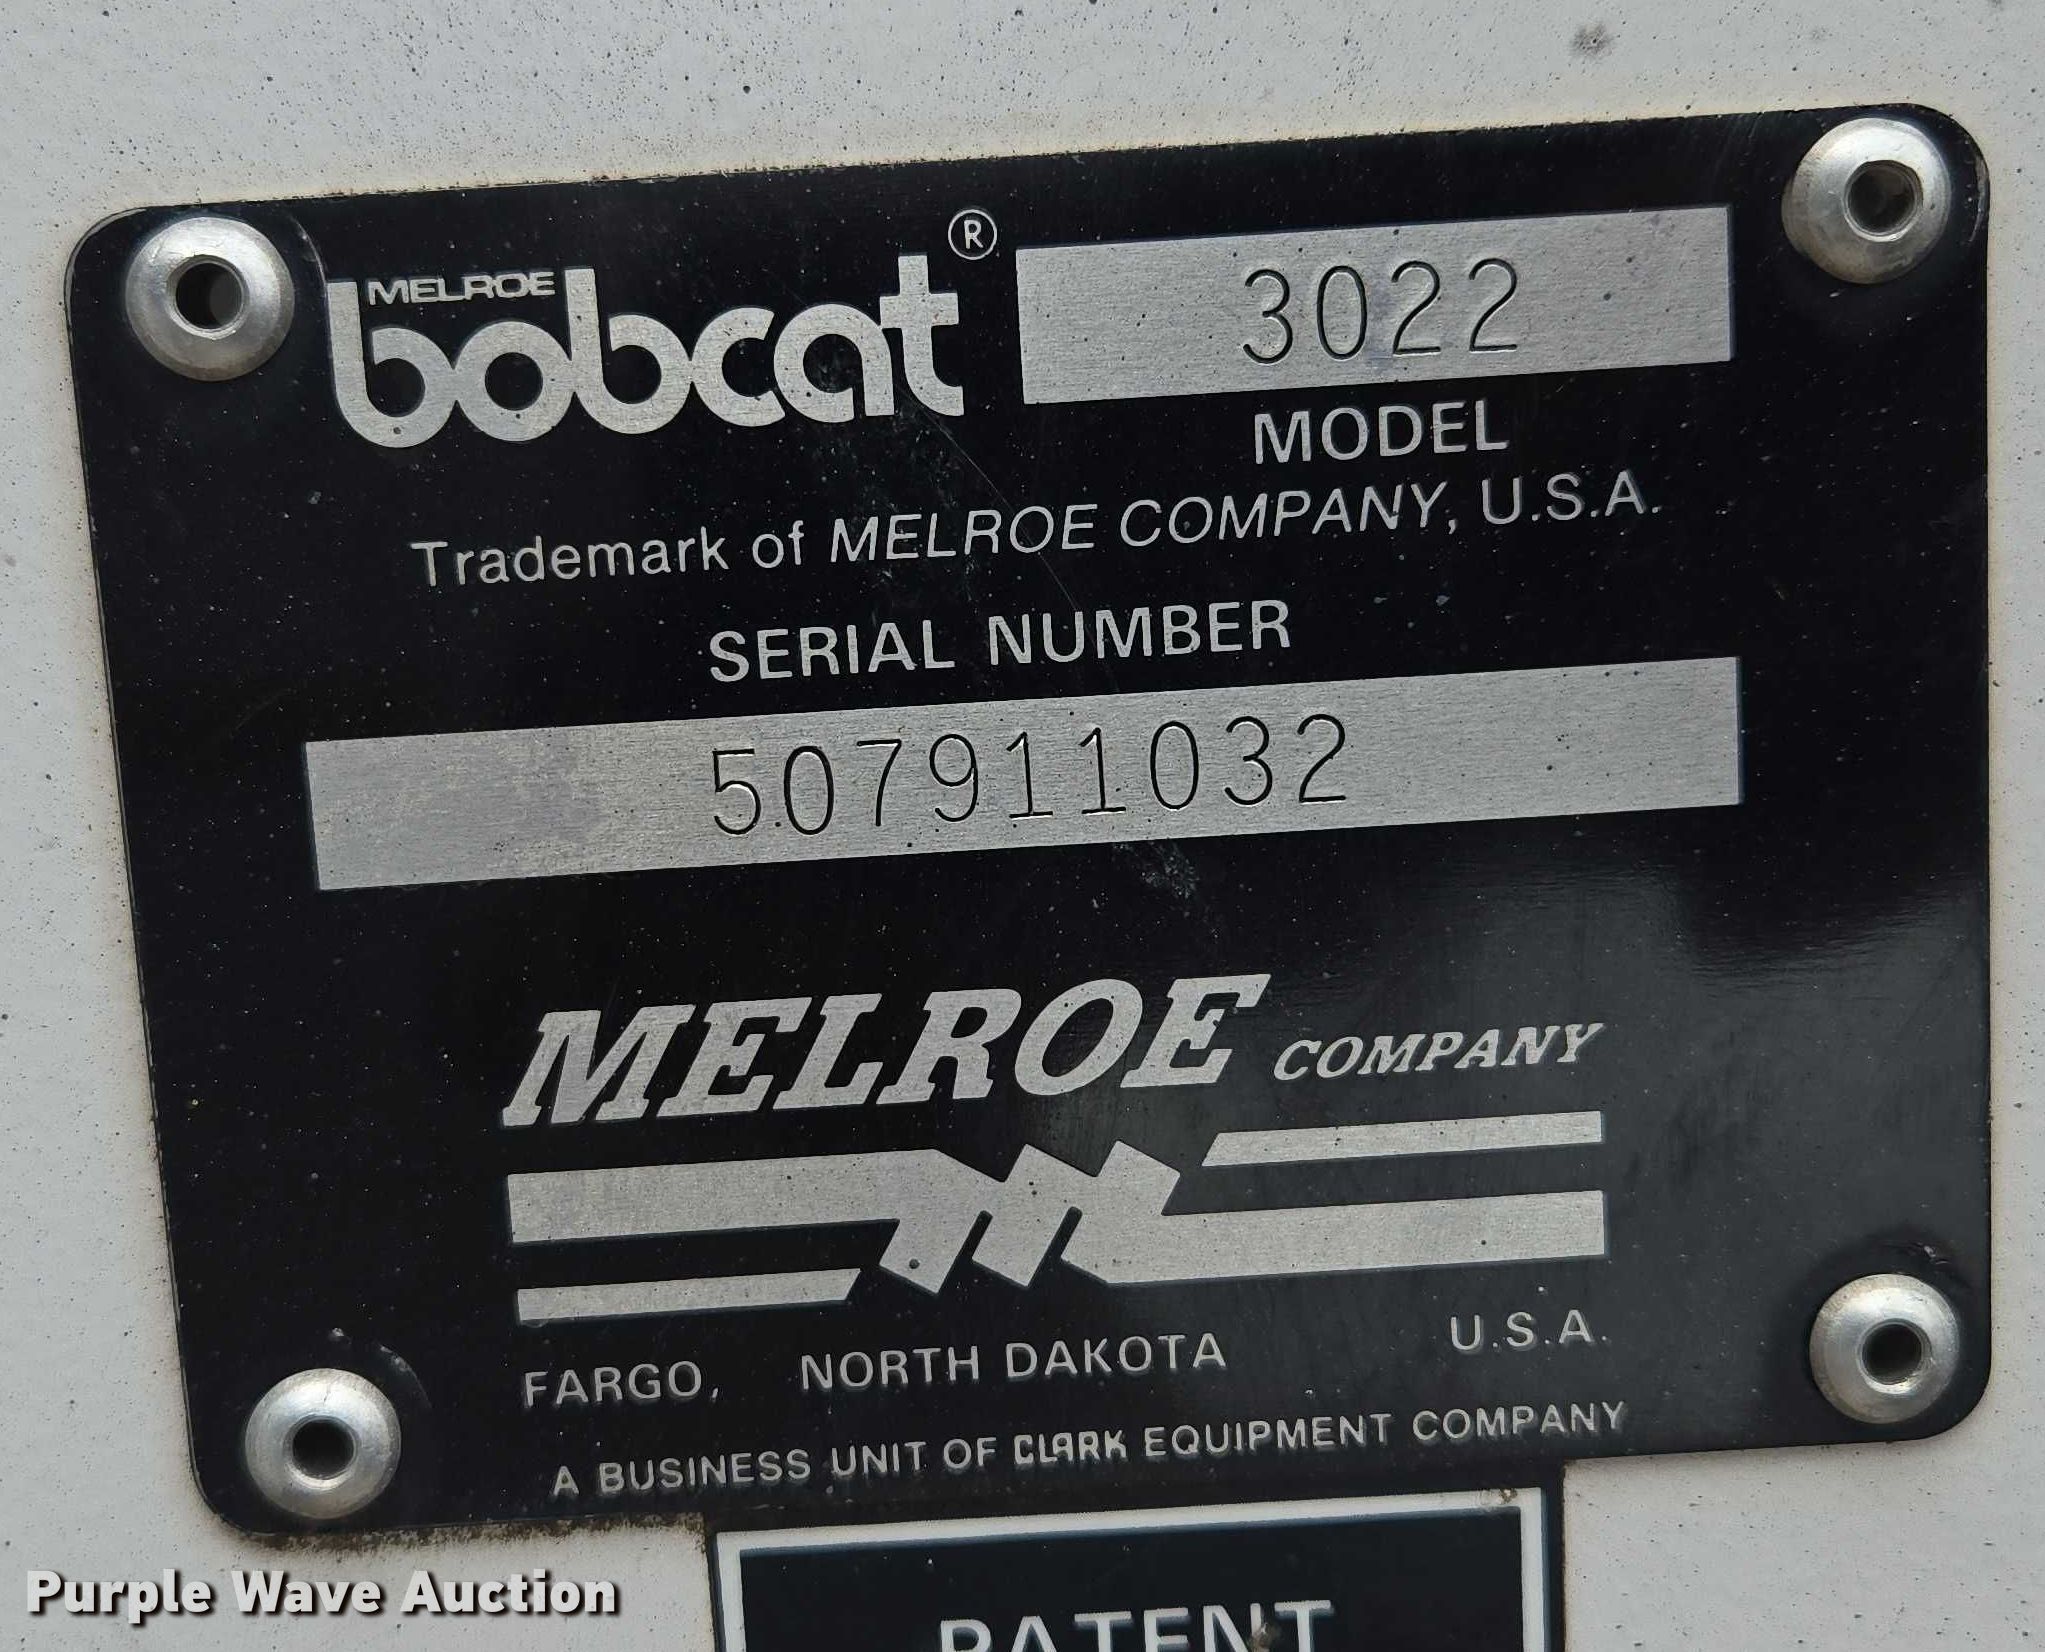 MELROE
bobcat ® 3022
MODEL
Trademark of MELROE COMPANY, U.S.A.
SERIAL NUMBER
507911032
MELROE COMPANY
FARGO, NORTH DAKOTA U.S.A.
A BUSINESS UNIT OF CLARK EQUIPMENT COMPANY
PATENT
Purple Wave Auction